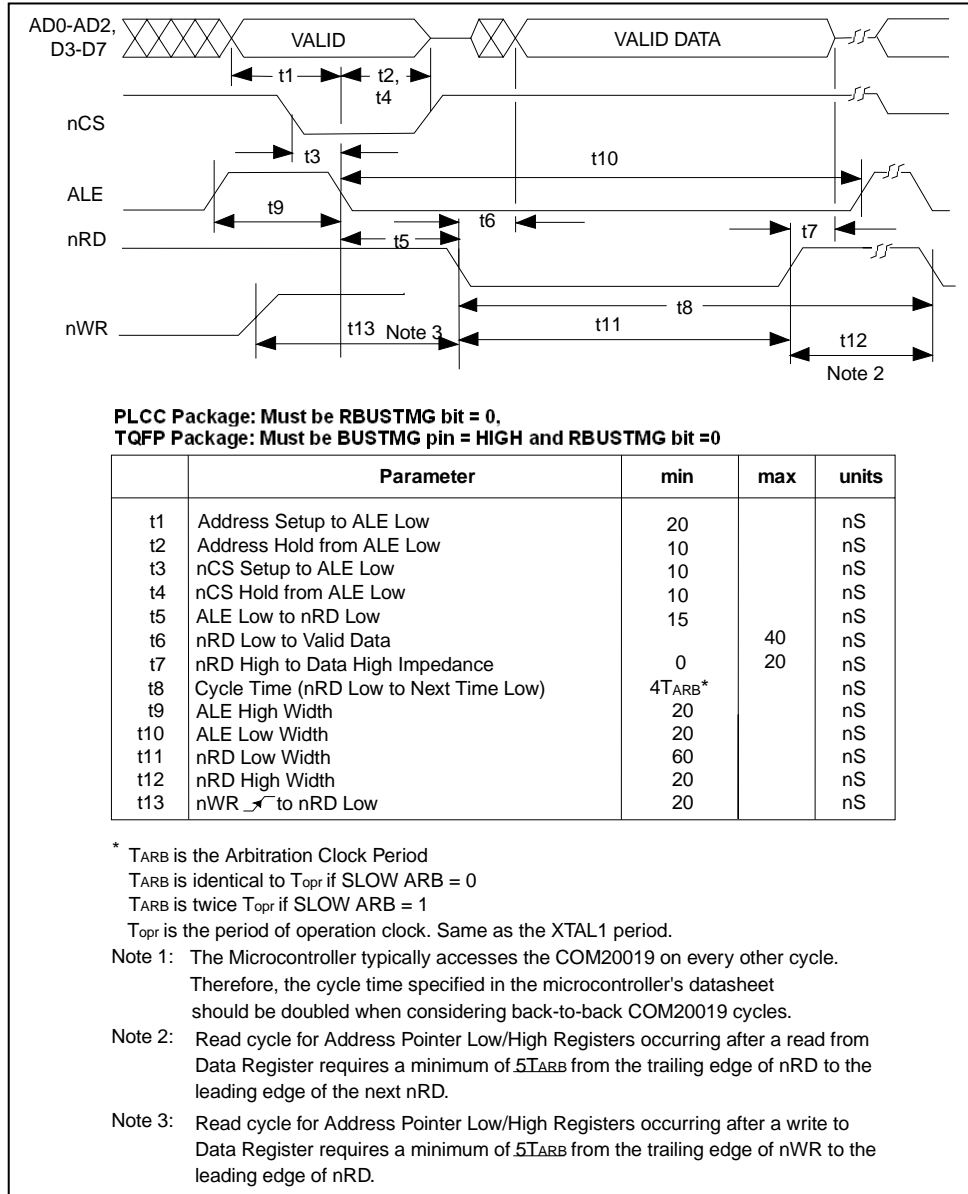 AD0-AD2,
D3-D7
VALID
VALID DATA
t1
t2,
t4
nCS
t3
t10
ALE
t9
t6
t7
nRD
t5
t8
nWR
t13 Note 3
t11
t12
Note 2
PLCC Package: Must be RBUSTMG bit = 0,
TQFP Package: Must be BUSTMG pin = HIGH and RBUSTMG bit =0
Parameter min max units
t1 Address Setup to ALE Low 20 nS
t2 Address Hold from ALE Low 10 nS
t3 nCS Setup to ALE Low 10 nS
t4 nCS Hold from ALE Low 10 nS
t5 ALE Low to nRD Low 15 nS
t6 nRD Low to Valid Data 40 nS
t7 nRD High to Data High Impedance 0 20 nS
t8 Cycle Time (nRD Low to Next Time Low) 4TARB* nS
t9 ALE High Width 20 nS
t10 ALE Low Width 20 nS
t11 nRD Low Width 60 nS
t12 nRD High Width 20 nS
t13 nWR to nRD Low 20 nS
* TARB is the Arbitration Clock Period
TARB is identical to Topr if SLOW ARB = 0
TARB is twice Topr if SLOW ARB = 1
Topr is the period of operation clock. Same as the XTAL1 period.
Note 1: The Microcontroller typically accesses the COM20019 on every other cycle.
Therefore, the cycle time specified in the microcontroller's datasheet
should be doubled when considering back-to-back COM20019 cycles.
Note 2: Read cycle for Address Pointer Low/High Registers occurring after a read from
Data Register requires a minimum of 5TARB from the trailing edge of nRD to the
leading edge of the next nRD.
Note 3: Read cycle for Address Pointer Low/High Registers occurring after a write to
Data Register requires a minimum of 5TARB from the trailing edge of nWR to the
leading edge of nRD.